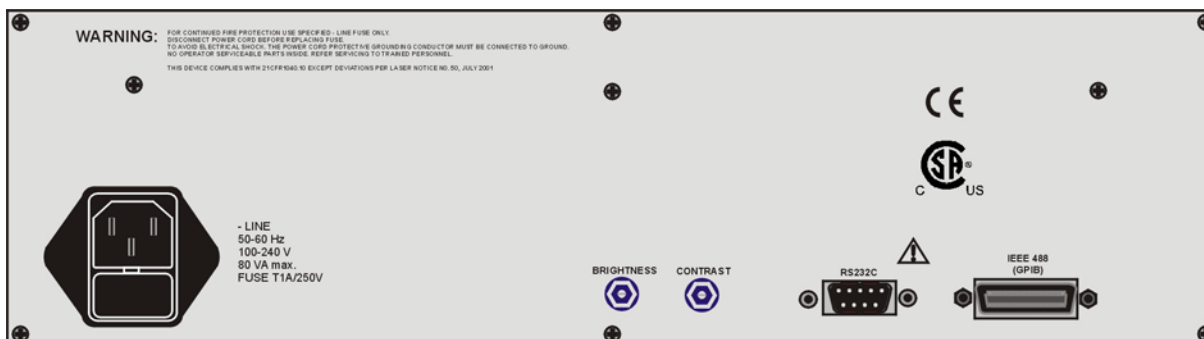 WARNING:
FOR CONTINUED FIRE PROTECTION USE SPECIFIED - LINE FUSE ONLY.
DISCONNECT POWER CORD BEFORE REPLACING FUSE.
TO AVOID ELECTRICAL SHOCK. THE POWER CORD PROTECTIVE GROUNDING CONDUCTOR MUST BE CONNECTED TO GROUND.
NO OPERATOR SERVICEABLE PARTS INSIDE. REFER SERVICING TO TRAINED PERSONNEL.
THIS DEVICE COMPLIES WITH 21CFR1040.10 EXCEPT DEVIATIONS PER LASER NOTICE NO. 50, JULY 2001
CE
CSA ®
C US
- LINE
50-60 Hz
100-240 V
80 VA max.
FUSE T1A/250V
BRIGHTNESS
CONTRAST
RS232C
IEEE 488
(GPIB)